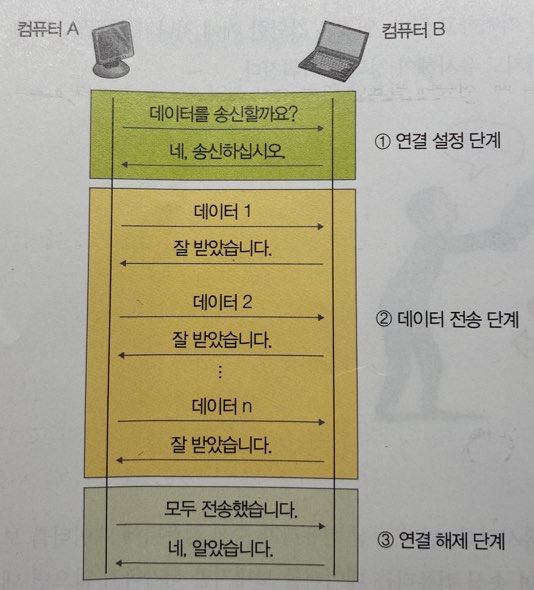 컴퓨터 A
컴퓨터 B
데이터를 송신할까요?
네, 송신하십시오.
① 연결 설정 단계
데이터 1
잘 받았습니다.
데이터 2
잘 받았습니다.
⋮
데이터 n
잘 받았습니다.
② 데이터 전송 단계
모두 전송했습니다.
네, 알았습니다.
③ 연결 해제 단계